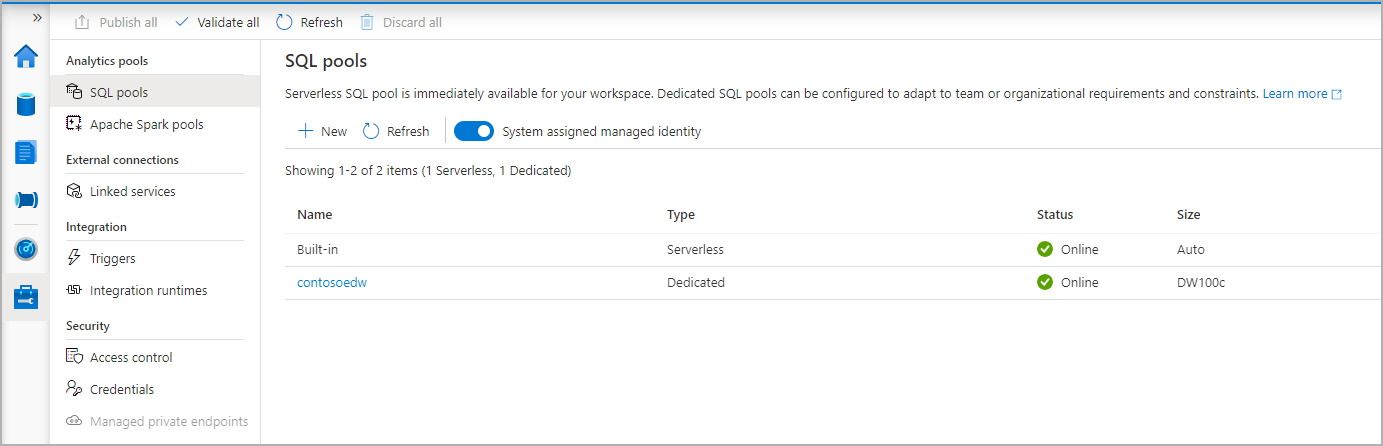 »
Publish all Validate all Refresh Discard all
Analytics pools
SQL pools
Apache Spark pools
External connections
Linked services
Integration
Triggers
Integration runtimes
Security
Access control
Credentials
Managed private endpoints
SQL pools
Serverless SQL pool is immediately available for your workspace. Dedicated SQL pools can be configured to adapt to team or organizational requirements and constraints. Learn more
New Refresh System assigned managed identity
Showing 1-2 of 2 items (1 Serverless, 1 Dedicated)
Name Type Status Size
Built-in Serverless Online Auto
contosoedw Dedicated Online DW100c